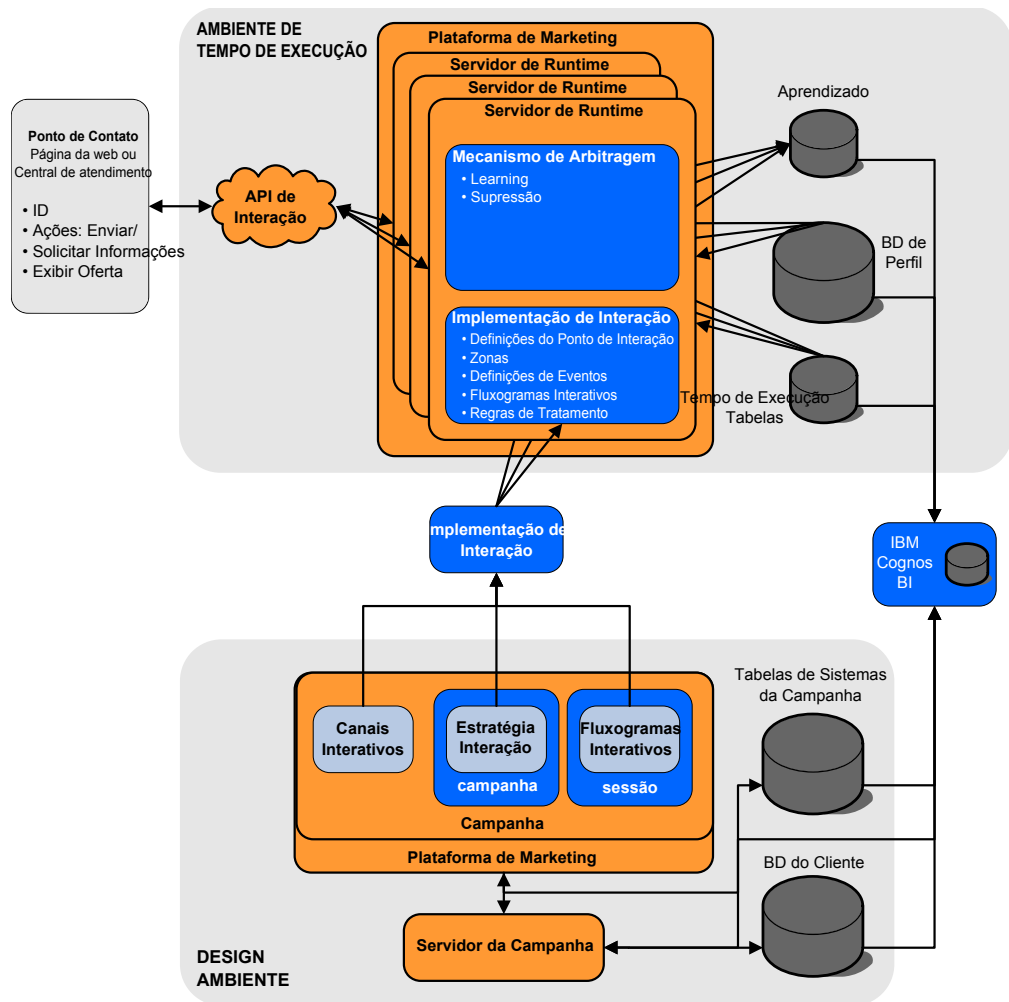 AMBIENTE DE
TEMPO DE EXECUÇÃO
Plataforma de Marketing
Servidor de Runtime
Servidor de Runtime
Servidor de Runtime
Mecanismo de Arbitragem
• Learning
• Supressão
Implementação de Interação
• Definições do Ponto de Interação
• Zonas
• Definições de Eventos
• Fluxogramas Interativos
• Regras de Tratamento
Ponto de Contato
Página da web ou
Central de atendimento
• ID
• Ações: Enviar/
• Solicitar Informações
• Exibir Oferta
API de
Interação
Aprendizado
BD de
Perfil
Tempo de Execução
Tabelas
Implementação de
Interação
IBM
Cognos
BI
Canais
Interativos
Estratégia
Interação
campanha
Fluxogramas
Interativos
sessão
Campanha
Plataforma de Marketing
Tabelas de Sistemas
da Campanha
BD do Cliente
Servidor da Campanha
DESIGN
AMBIENTE